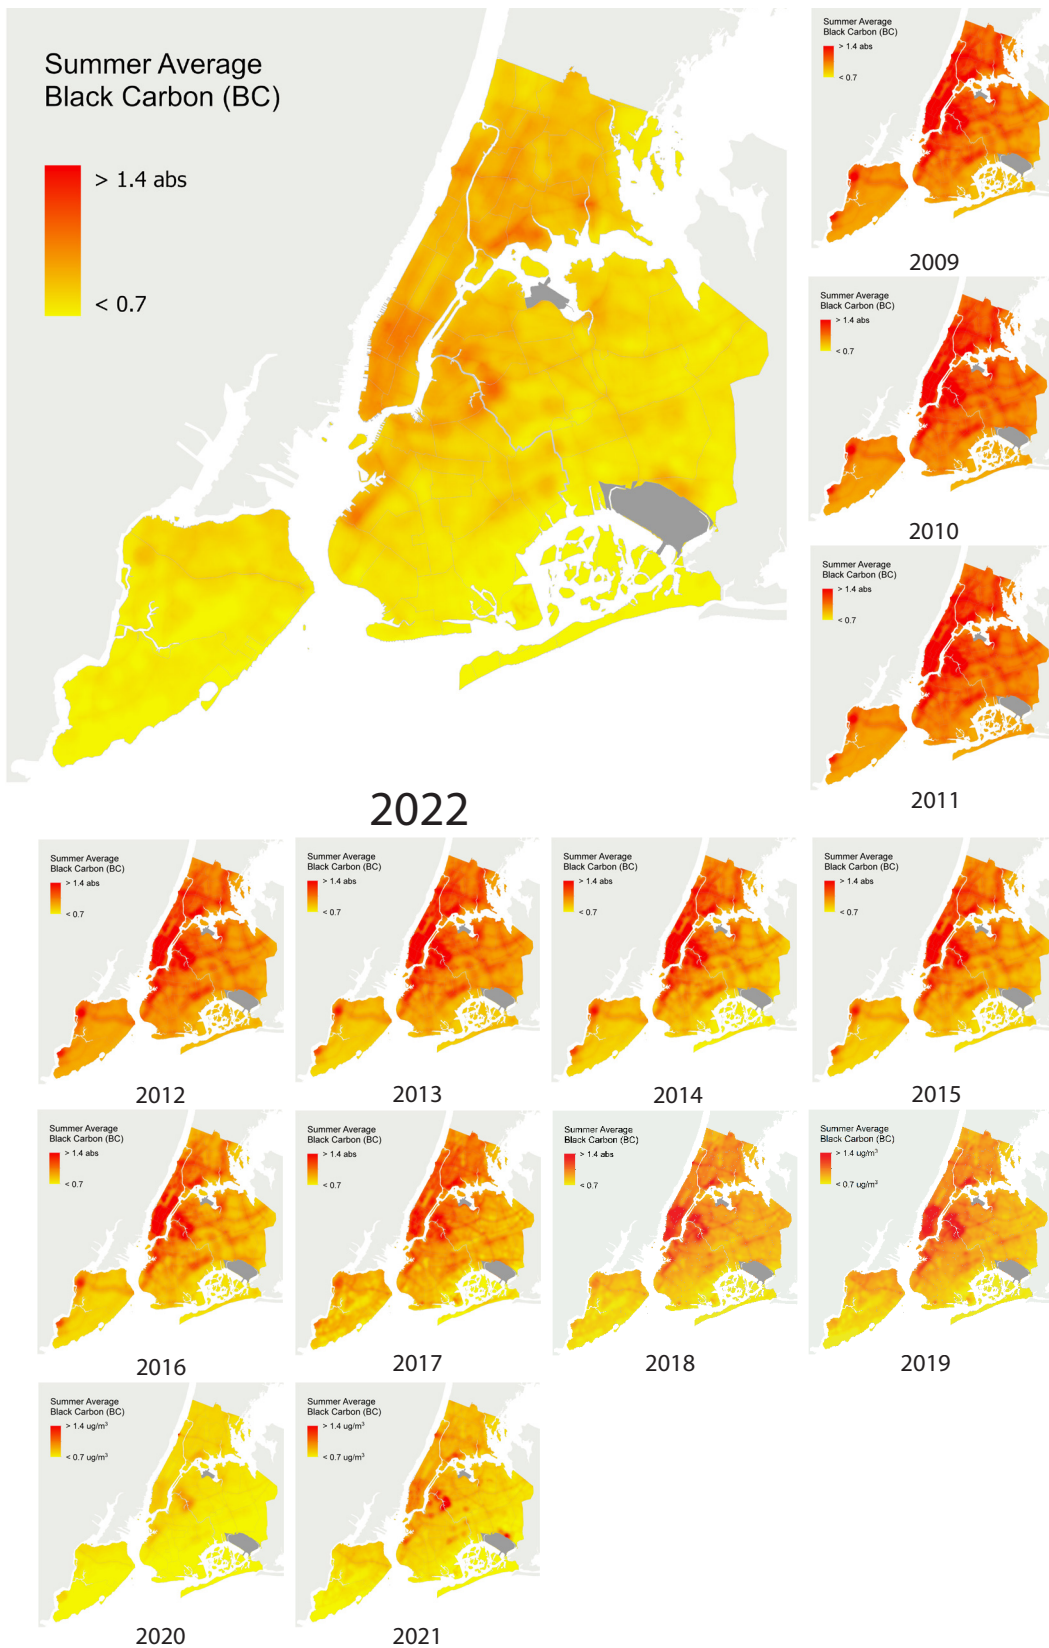 Summer Average
Black Carbon (BC)
> 1.4 abs
< 0.7
2022
Summer Average
Black Carbon (BC)
> 1.4 abs
< 0.7
2009
Summer Average
Black Carbon (BC)
> 1.4 abs
< 0.7
2010
Summer Average
Black Carbon (BC)
> 1.4 abs
< 0.7
2011
Summer Average
Black Carbon (BC)
> 1.4 abs
< 0.7
2012
Summer Average
Black Carbon (BC)
> 1.4 abs
< 0.7
2013
Summer Average
Black Carbon (BC)
> 1.4 abs
< 0.7
2014
Summer Average
Black Carbon (BC)
> 1.4 abs
< 0.7
2015
Summer Average
Black Carbon (BC)
> 1.4 abs
< 0.7
2016
Summer Average
Black Carbon (BC)
> 1.4 abs
< 0.7
2017
Summer Average
Black Carbon (BC)
> 1.4 abs
< 0.7
2018
Summer Average
Black Carbon (BC)
> 1.4 ug/m³
< 0.7 ug/m³
2019
Summer Average
Black Carbon (BC)
> 1.4 ug/m³
< 0.7 ug/m³
2020
Summer Average
Black Carbon (BC)
> 1.4 ug/m³
< 0.7 ug/m³
2021